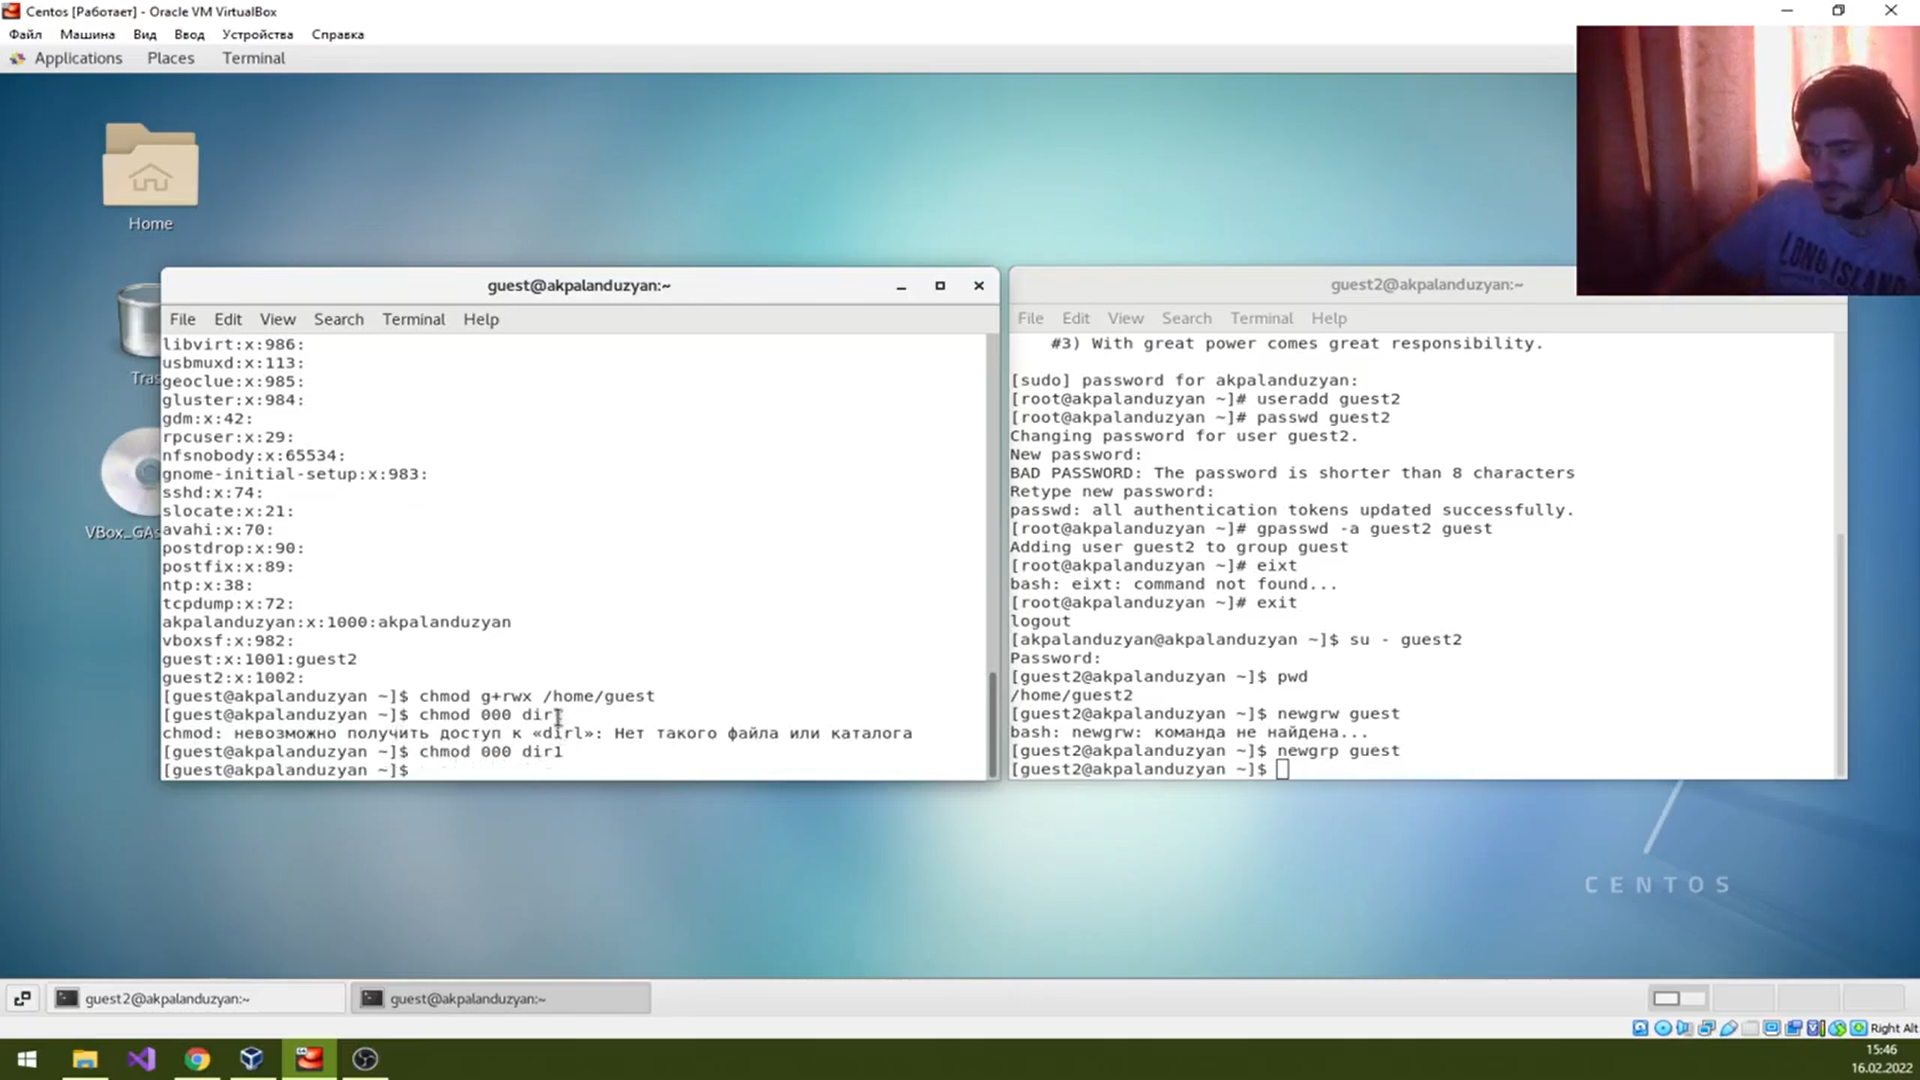 Centos [Работает] - Oracle VM VirtualBox
Файл Машина Вид Ввод Устройства Справка
Applications Places Terminal
Home
VBox_GA
guest@akpalanduzyan:~
File Edit View Search Terminal Help
libvirt:x:986:
usbmuxd:x:113:
geoclue:x:985:
gluster:x:984:
gdm:x:42:
rpcuser:x:29:
nfsnobody:x:65534:
gnome-initial-setup:x:983:
sshd:x:74:
slocate:x:21:
avahi:x:70:
postdrop:x:90:
postfix:x:89:
ntp:x:38:
tcpdump:x:72:
akpalanduzyan:x:1000:akpalanduzyan
vboxsf:x:982:
guest:x:1001:guest2
guest2:x:1002:
[guest@akpalanduzyan ~]$ chmod g+rwx /home/guest
[guest@akpalanduzyan ~]$ chmod 000 dirl
chmod: невозможно получить доступ к «dirl»: Нет такого файла или каталога
[guest@akpalanduzyan ~]$ chmod 000 dir1
[guest@akpalanduzyan ~]$
guest2@akpalanduzyan:~
File Edit View Search Terminal Help
#3) With great power comes great responsibility.
[sudo] password for akpalanduzyan:
[root@akpalanduzyan ~]# useradd guest2
[root@akpalanduzyan ~]# passwd guest2
Changing password for user guest2.
New password:
BAD PASSWORD: The password is shorter than 8 characters
Retype new password:
passwd: all authentication tokens updated successfully.
[root@akpalanduzyan ~]# gpasswd -a guest2 guest
Adding user guest2 to group guest
[root@akpalanduzyan ~]# eixt
bash: eixt: command not found...
[root@akpalanduzyan ~]# exit
logout
[akpalanduzyan@akpalanduzyan ~]$ su - guest2
Password:
[guest2@akpalanduzyan ~]$ pwd
/home/guest2
[guest2@akpalanduzyan ~]$ newgrw guest
bash: newgrw: команда не найдена...
[guest2@akpalanduzyan ~]$ newgrp guest
[guest2@akpalanduzyan ~]$
LONG ISLAND
7
CENTOS
guest2@akpalanduzyan:~
guest@akpalanduzyan:~
Right Alt
15:46
16.02.2022